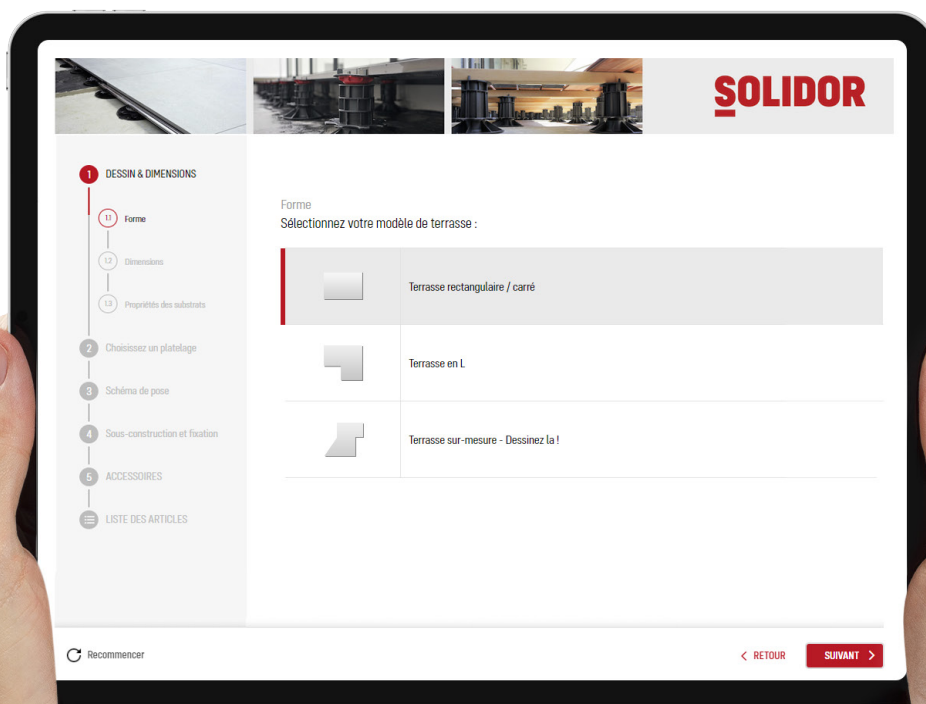 SOLIDOR
1 DESSIN & DIMENSIONS
1.1 Forme
1.2 Dimensions
1.3 Propriétés des substrats
2 Choisissez un platelage
3 Schéma de pose
4 Sous-construction et fixation
5 ACCESSOIRES
LISTE DES ARTICLES
Forme
Sélectionnez votre modèle de terrasse :
Terrasse rectangulaire / carré
Terrasse en L
Terrasse sur-mesure - Dessinez la !
Recommencer
< RETOUR
SUIVANT >